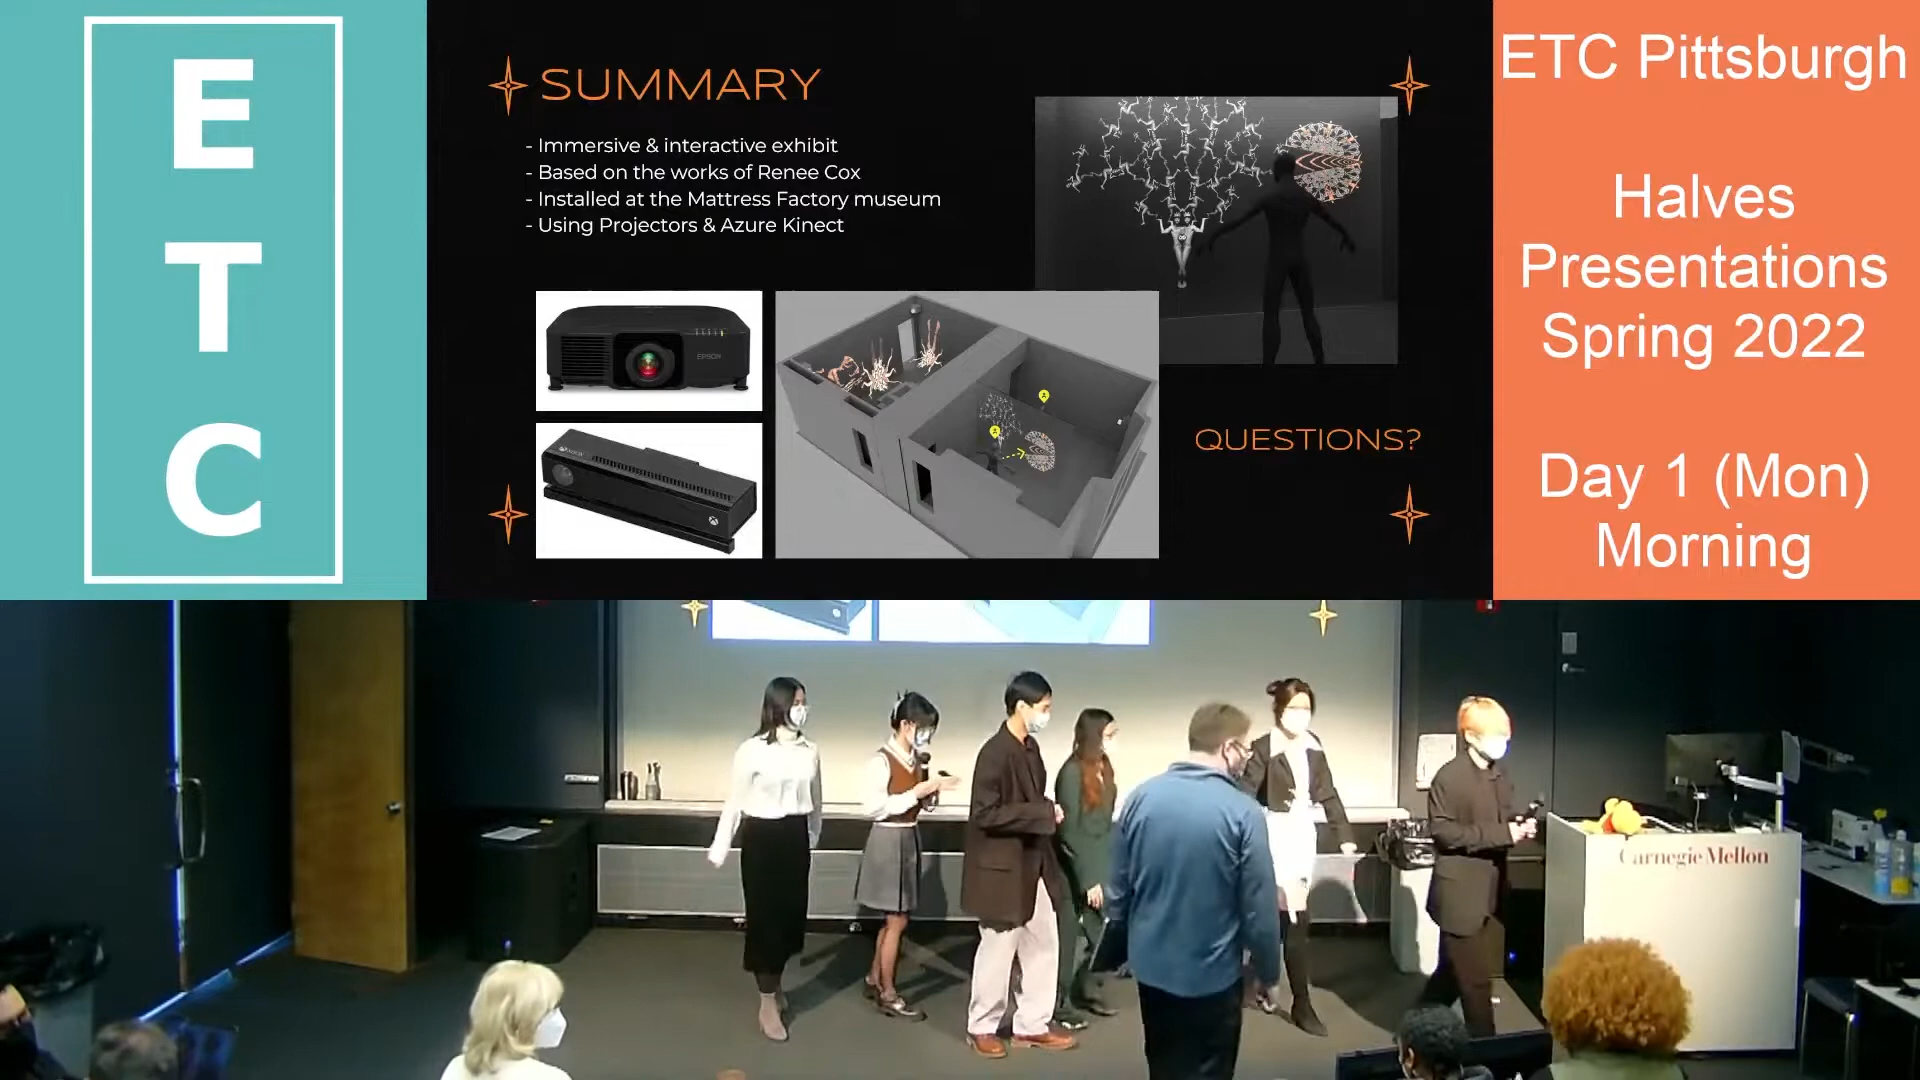 E
T
C
SUMMARY
- Immersive & interactive exhibit
- Based on the works of Renee Cox
- Installed at the Mattress Factory museum
- Using Projectors & Azure Kinect
EPSON
QUESTIONS?
ETC Pittsburgh
Halves
Presentations
Spring 2022
Day 1 (Mon)
Morning
Carnegie Mellon